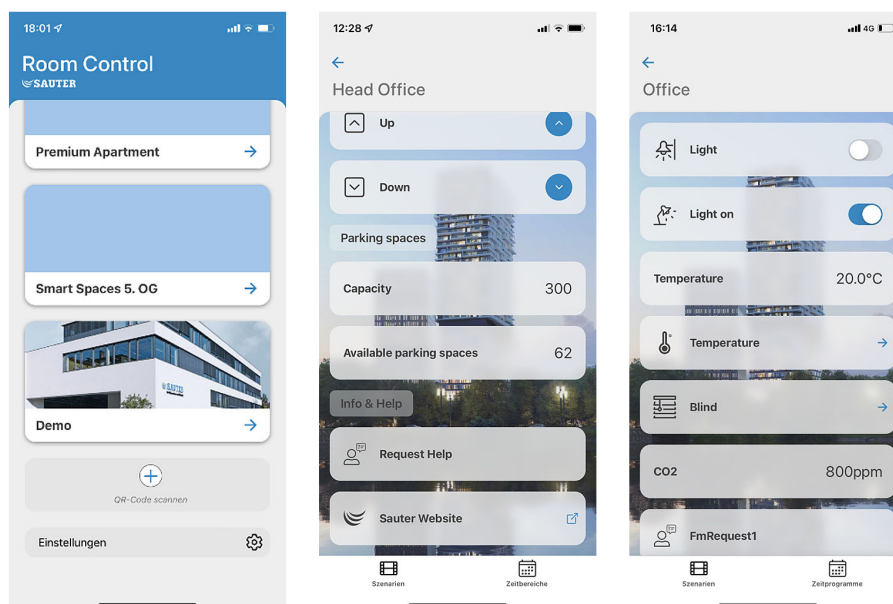 18:01
Room Control
SAUTER
Premium Apartment
Smart Spaces 5. OG
SAUTER
Demo
QR-Code scannen
Einstellungen
12:28
Head Office
Up
Down
Parking spaces
Capacity 300
Available parking spaces 62
Info & Help
Request Help
Sauter Website
Szenarien Zeitbereiche
16:14 4G
Office
Light
Light on
Temperature 20.0°C
Temperature
Blind
CO2 800ppm
FmRequest1
Szenarien Zeitprogramme